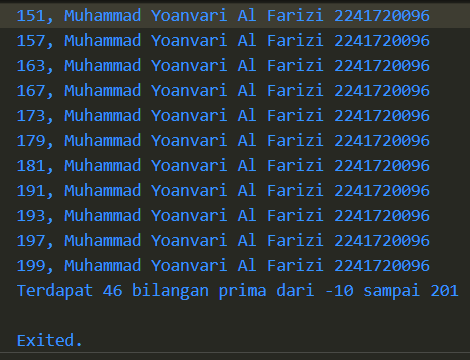 151, Muhammad Yoanvari Al Farizi 2241720096
157, Muhammad Yoanvari Al Farizi 2241720096
163, Muhammad Yoanvari Al Farizi 2241720096
167, Muhammad Yoanvari Al Farizi 2241720096
173, Muhammad Yoanvari Al Farizi 2241720096
179, Muhammad Yoanvari Al Farizi 2241720096
181, Muhammad Yoanvari Al Farizi 2241720096
191, Muhammad Yoanvari Al Farizi 2241720096
193, Muhammad Yoanvari Al Farizi 2241720096
197, Muhammad Yoanvari Al Farizi 2241720096
199, Muhammad Yoanvari Al Farizi 2241720096
Terdapat 46 bilangan prima dari -10 sampai 201
Exited.